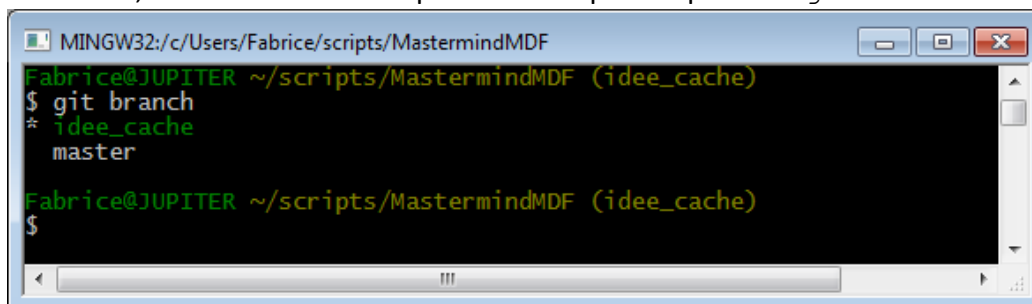 MINGW32:/c/Users/Fabrice/scripts/MastermindMDF
Fabrice@JUPITER ~/scripts/MastermindMDF (idee_cache)
$ git branch
* idee_cache
  master
Fabrice@JUPITER ~/scripts/MastermindMDF (idee_cache)
$